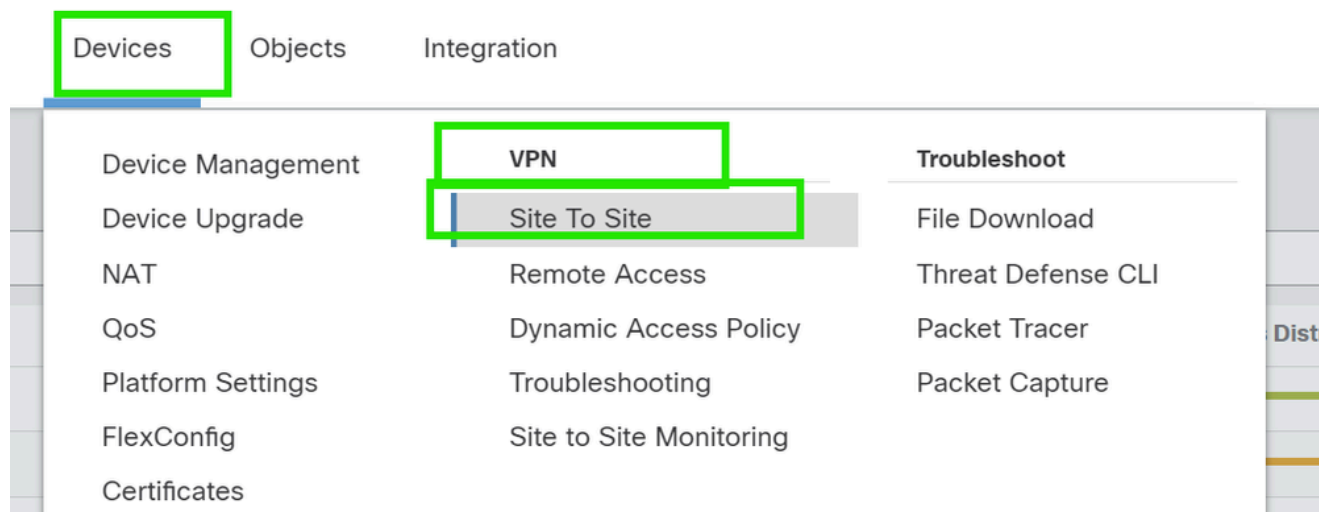 Devices Objects Integration
Device Management
Device Upgrade
NAT
QoS
Platform Settings
FlexConfig
Certificates
VPN
Site To Site
Remote Access
Dynamic Access Policy
Troubleshooting
Site to Site Monitoring
Troubleshoot
File Download
Threat Defense CLI
Packet Tracer
Packet Capture
Dist